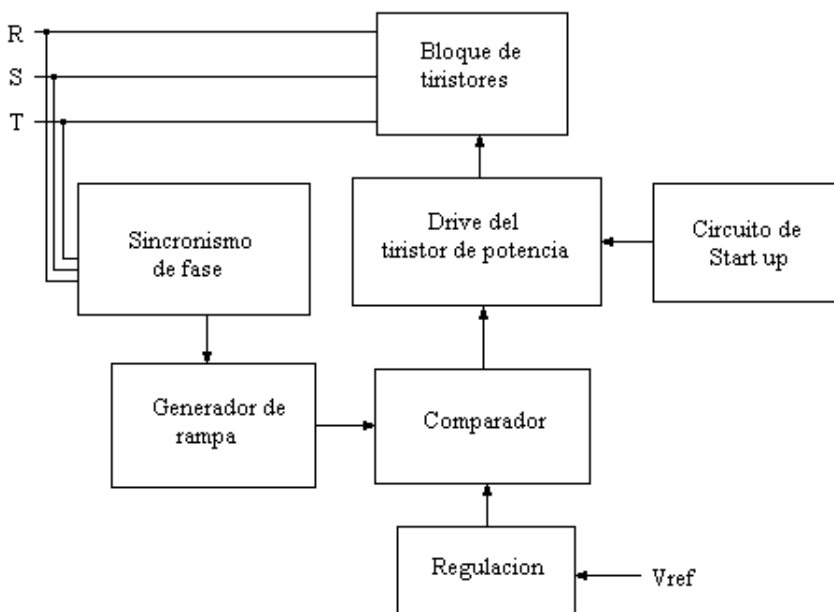 R
S
T
Bloque de
tiristores
Sincronismo
de fase
Drive del
tiristor de potencia
Circuito de
Start up
Generador de
rampa
Comparador
Regulacion
Vref